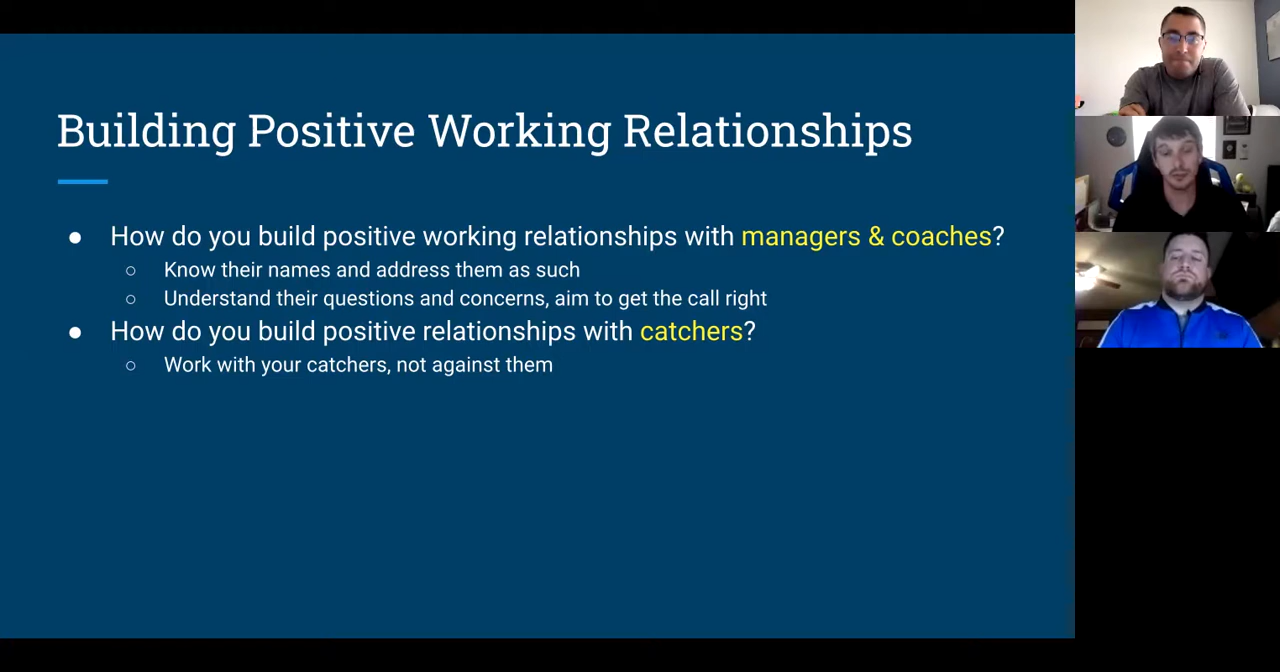 Building Positive Working Relationships
● How do you build positive working relationships with managers & coaches?
○ Know their names and address them as such
○ Understand their questions and concerns, aim to get the call right
● How do you build positive relationships with catchers?
○ Work with your catchers, not against them